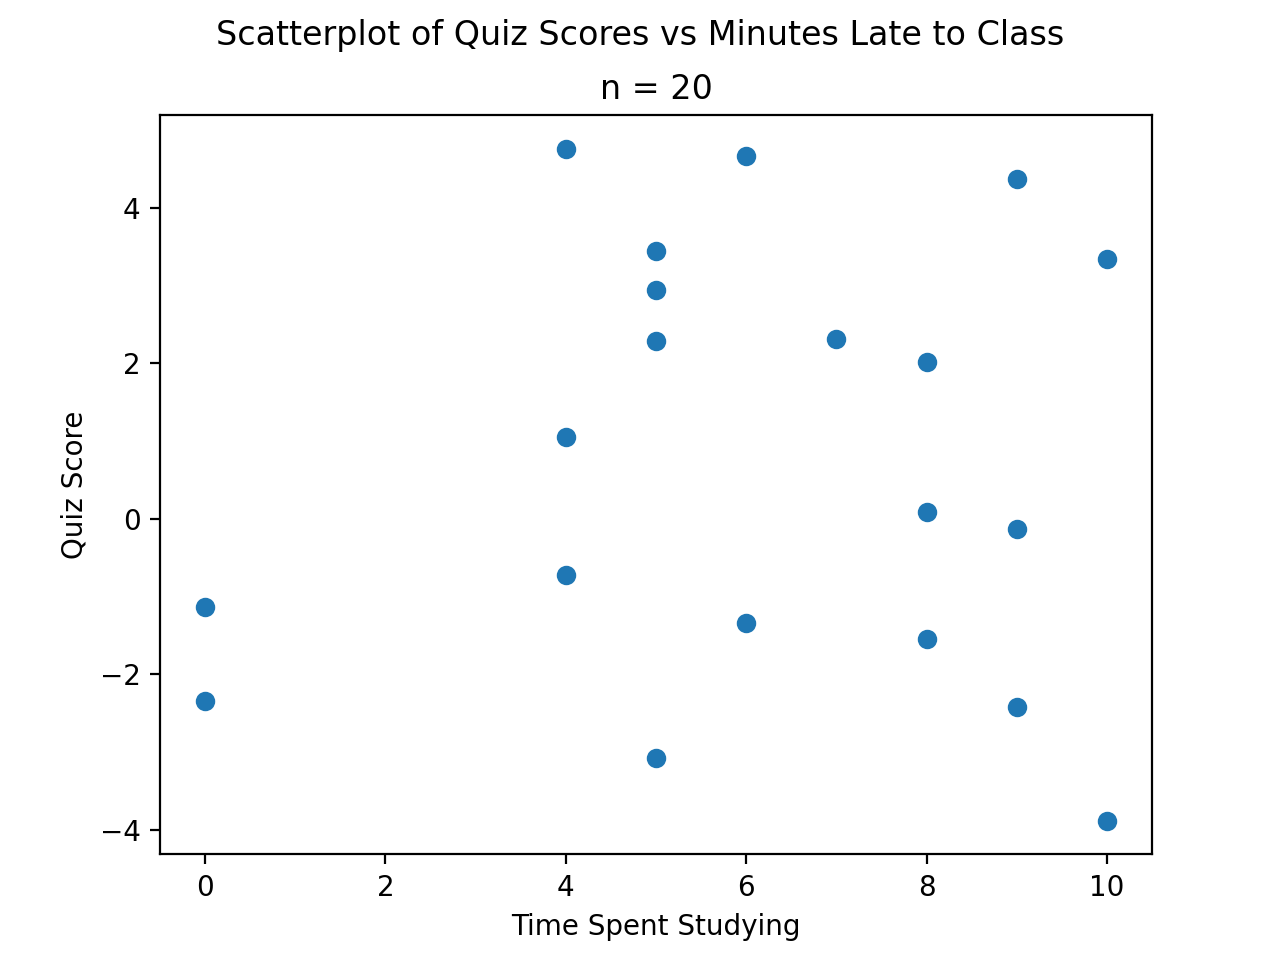 Scatterplot of Quiz Scores vs Minutes Late to Class
n = 20
4
2
0
−2
−4
Quiz Score
0 2 4 6 8 10
Time Spent Studying